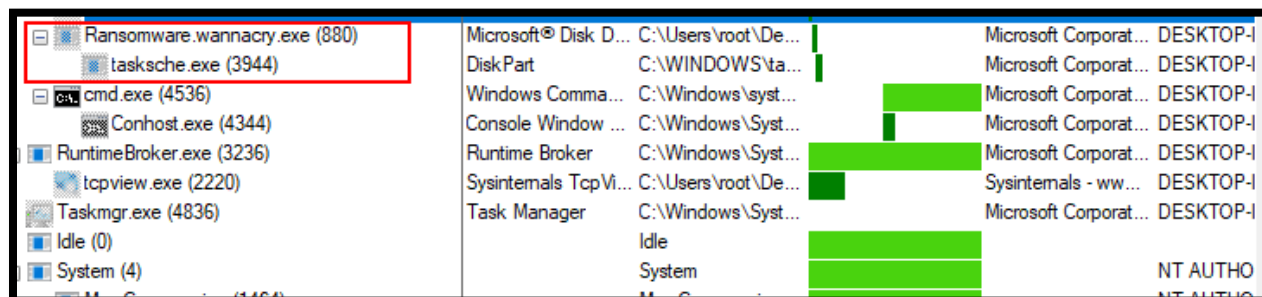 Ransomware.wannacry.exe (880) Microsoft® Disk D... C:\Users\root\De... Microsoft Corporat... DESKTOP-I
tasksche.exe (3944) DiskPart C:\WINDOWS\ta... Microsoft Corporat... DESKTOP-I
cmd.exe (4536) Windows Comma... C:\Windows\syst... Microsoft Corporat... DESKTOP-I
Conhost.exe (4344) Console Window ... C:\Windows\Syst... Microsoft Corporat... DESKTOP-I
RuntimeBroker.exe (3236) Runtime Broker C:\Windows\Syst... Microsoft Corporat... DESKTOP-I
tcpview.exe (2220) Sysinternals TcpVi... C:\Users\root\De... Sysinternals - ww... DESKTOP-I
Taskmgr.exe (4836) Task Manager C:\Windows\Syst... Microsoft Corporat... DESKTOP-I
Idle (0) Idle
System (4) System NT AUTHO